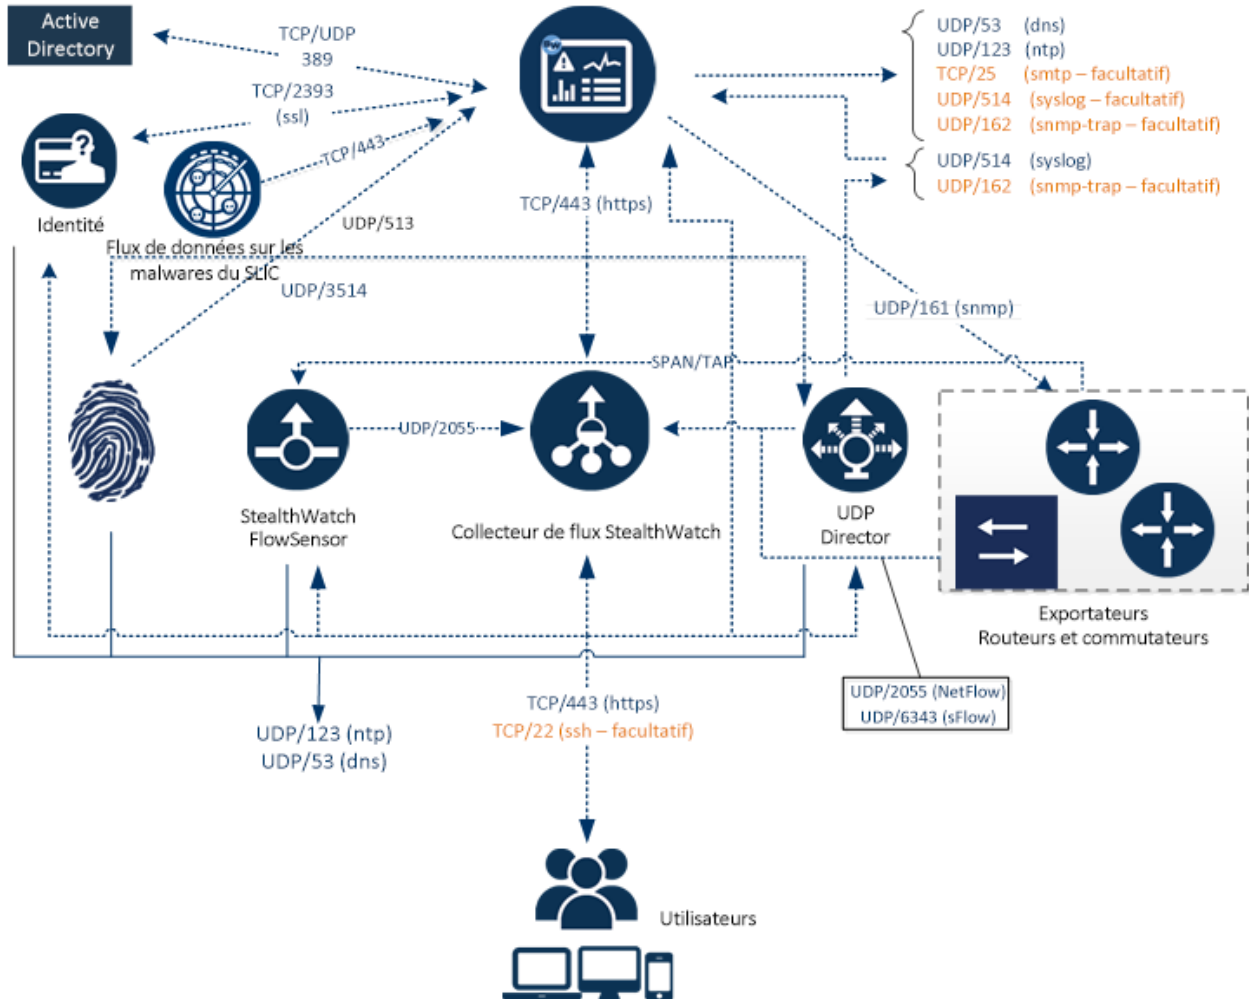 Active
Directory
TCP/UDP
389
TCP/2393
(ssl)
TCP/443
Identité
Flux de données sur les
malwares du SLIC
UDP/513
UDP/3514
TCP/443 (https)
UDP/53 (dns)
UDP/123 (ntp)
TCP/25 (smtp – facultatif)
UDP/514 (syslog – facultatif)
UDP/162 (snmp-trap – facultatif)
UDP/514 (syslog)
UDP/162 (snmp-trap – facultatif)
UDP/161 (snmp)
SPAN/TAP
UDP/2055
StealthWatch
FlowSensor
Collecteur de flux StealthWatch
UDP
Director
Exportateurs
Routeurs et commutateurs
UDP/2055 (NetFlow)
UDP/6343 (sFlow)
TCP/443 (https)
TCP/22 (ssh – facultatif)
UDP/123 (ntp)
UDP/53 (dns)
Utilisateurs